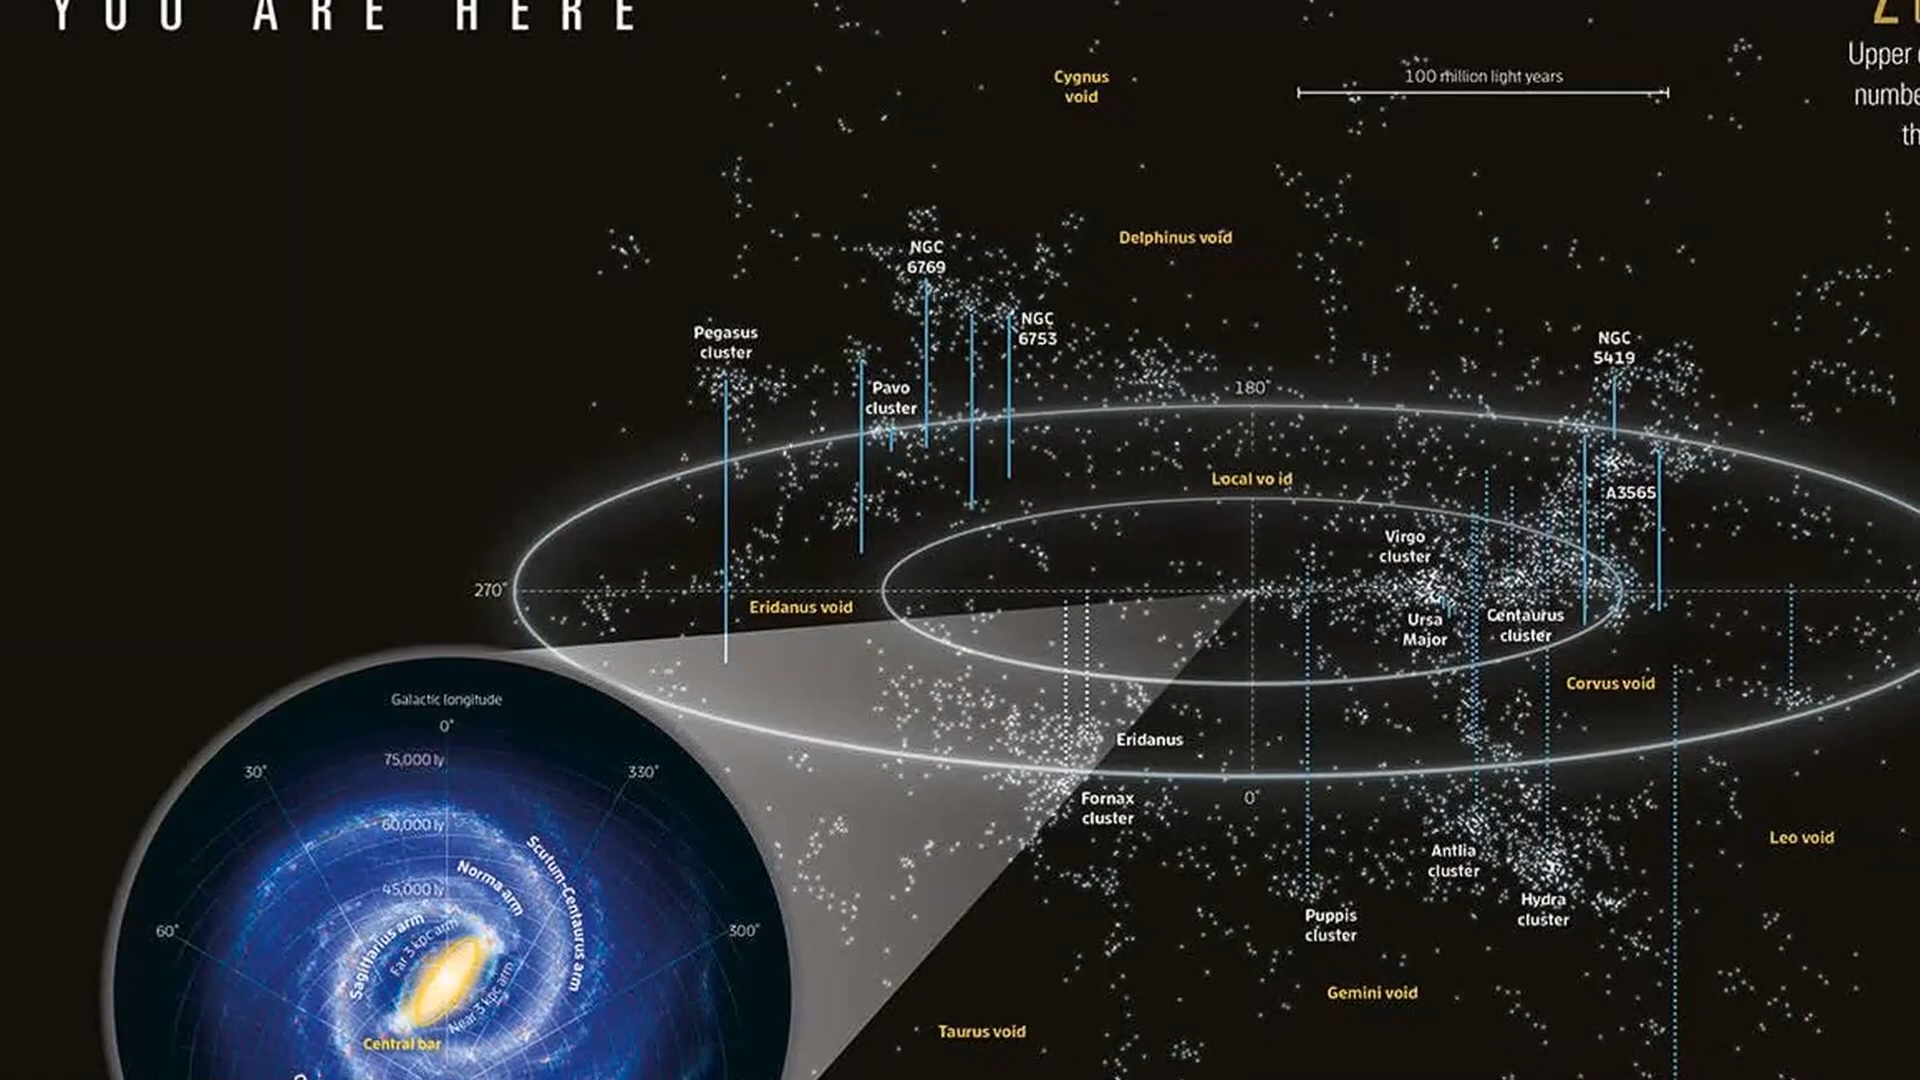 YOU ARE HERE
Upper
numbe
th
Cygnus
void
100 million light years
Delphinus void
NGC
6769
NGC
6753
Pegasus
cluster
Pavo
cluster
NGC
5419
180°
Local vo id
A3565
Virgo
cluster
270°
Eridanus void
Ursa
Major
Centaurus
cluster
Corvus void
Eridanus
Fornax
cluster
0°
Leo void
Antlia
cluster
Hydra
cluster
Puppis
cluster
Gemini void
Taurus void
Galactic longitude
0°
75,000 ly
30°
330°
60,000 ly
Scutum-Centaurus arm
Norma arm
45,000 ly
Sagittarius arm
Far 3 kpc arm
60°
300°
Near 3 kpc arm
Central bar